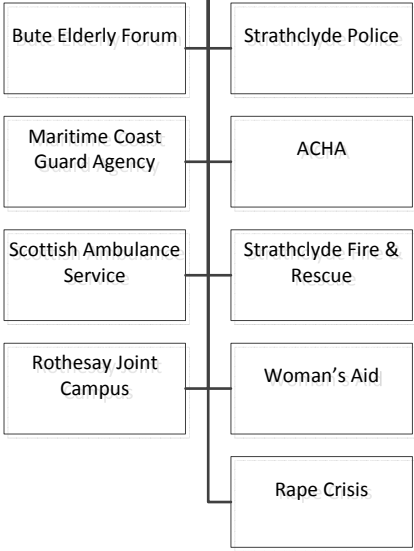 Bute Elderly Forum
Strathclyde Police
Maritime Coast
Guard Agency
ACHA
Scottish Ambulance
Service
Strathclyde Fire &
Rescue
Rothesay Joint
Campus
Woman's Aid
Rape Crisis